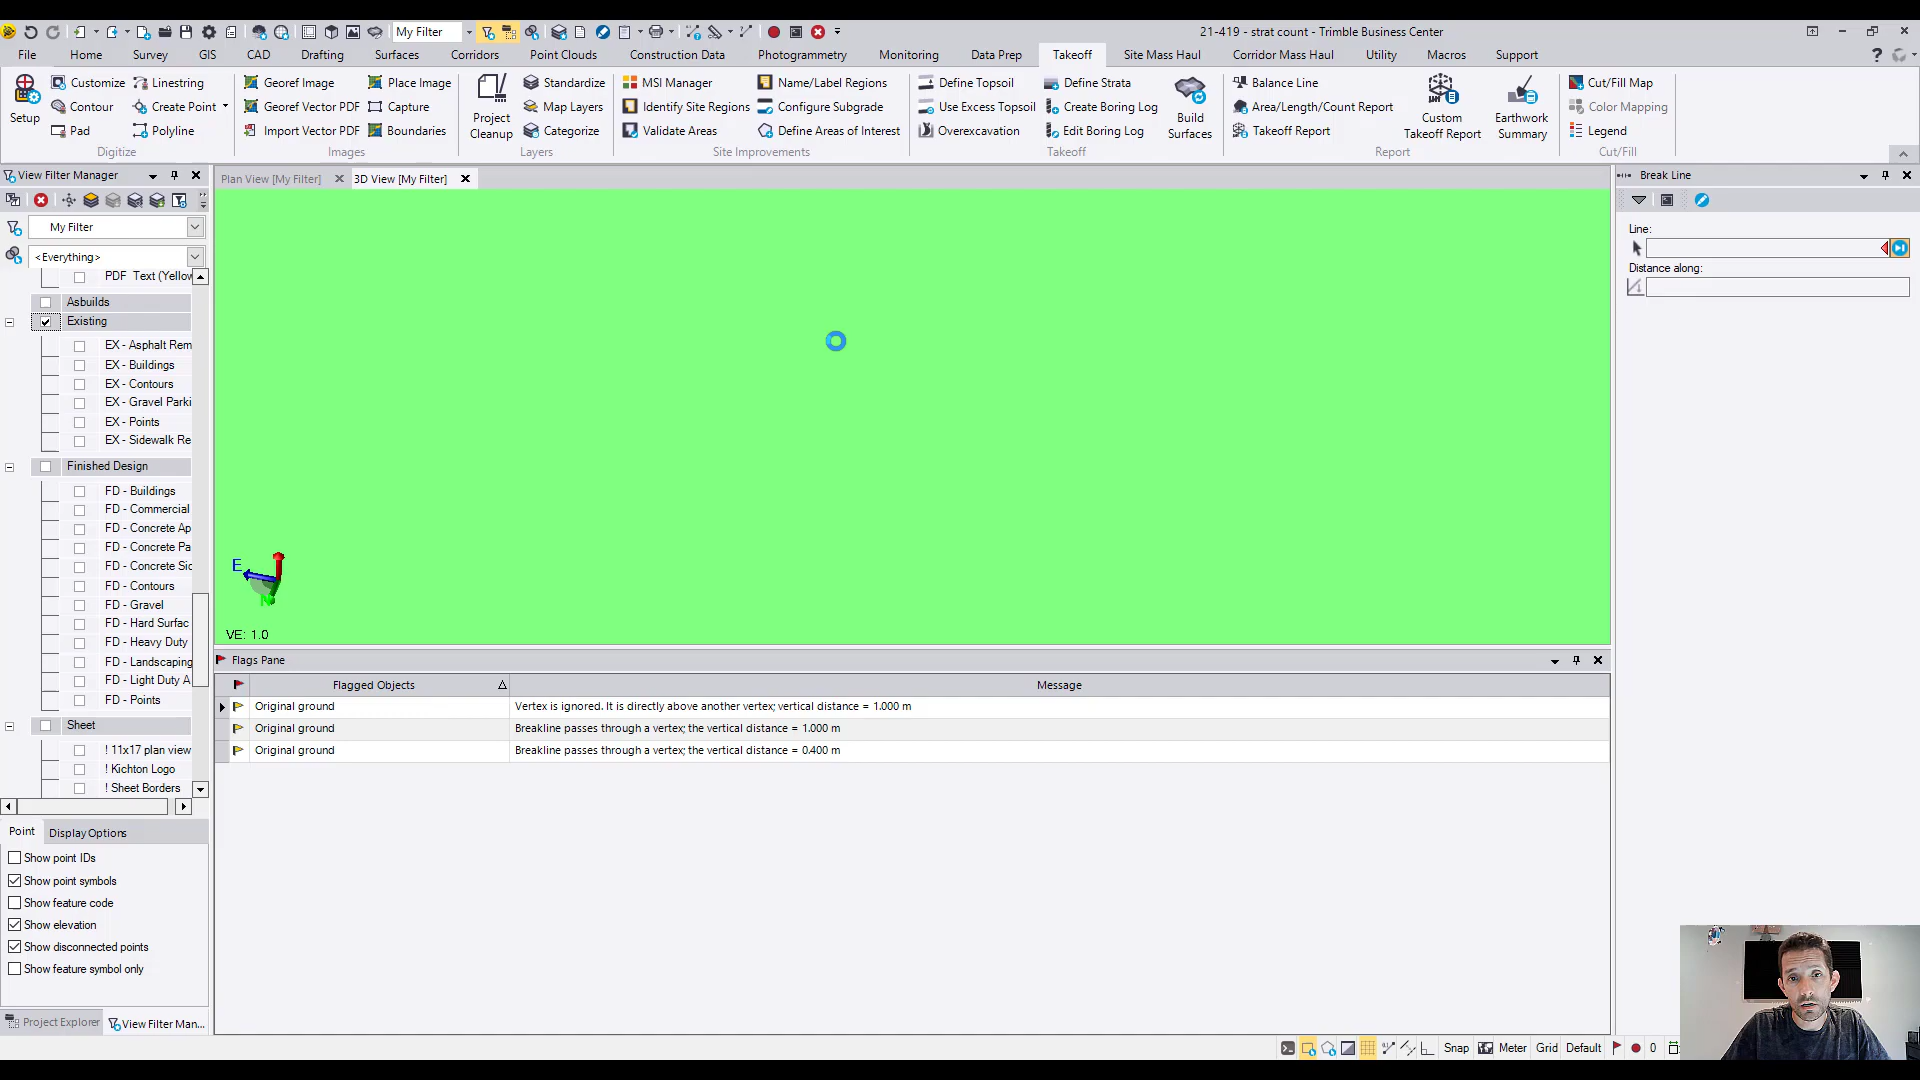 My Filter
21-419 - strat count - Trimble Business Center
File Home Survey GIS CAD Drafting Surfaces Corridors Point Clouds Construction Data Photogrammetry Monitoring Data Prep Takeoff Site Mass Haul Corridor Mass Haul Utility Macros Support
Setup
Customize
Contour
Pad
Linestring
Create Point
Polyline
Digitize
Georef Image
Georef Vector PDF
Import Vector PDF
Place Image
Capture
Boundaries
Images
Project
Cleanup
Standardize
Map Layers
Categorize
Layers
MSI Manager
Identify Site Regions
Validate Areas
Name/Label Regions
Configure Subgrade
Define Areas of Interest
Site Improvements
Define Topsoil
Use Excess Topsoil
Overexcavation
Define Strata
Create Boring Log
Edit Boring Log
Build
Surfaces
Takeoff
Balance Line
Area/Length/Count Report
Takeoff Report
Custom
Takeoff Report
Earthwork
Summary
Report
Cut/Fill Map
Color Mapping
Legend
Cut/Fill
View Filter Manager
My Filter
<Everything>
PDF Text (Yellow
Asbuilds
Existing
EX - Asphalt Rem
EX - Buildings
EX - Contours
EX - Gravel Parki
EX - Points
EX - Sidewalk Re
Finished Design
FD - Buildings
FD - Commercial
FD - Concrete Ap
FD - Concrete Pa
FD - Concrete Sic
FD - Contours
FD - Gravel
FD - Hard Surfac
FD - Heavy Duty
FD - Landscaping
FD - Light Duty A
FD - Points
Sheet
! 11x17 plan view
! Kichton Logo
! Sheet Borders
Point Display Options
Show point IDs
Show point symbols
Show feature code
Show elevation
Show disconnected points
Show feature symbol only
Project Explorer View Filter Man...
Plan View [My Filter] 3D View [My Filter]
E
N
VE: 1.0
Flags Pane
Flagged Objects Message
Original ground Vertex is ignored. It is directly above another vertex; vertical distance = 1.000 m
Original ground Breakline passes through a vertex; the vertical distance = 1.000 m
Original ground Breakline passes through a vertex; the vertical distance = 0.400 m
Break Line
Line:
Distance along:
Snap Meter Grid Default 0